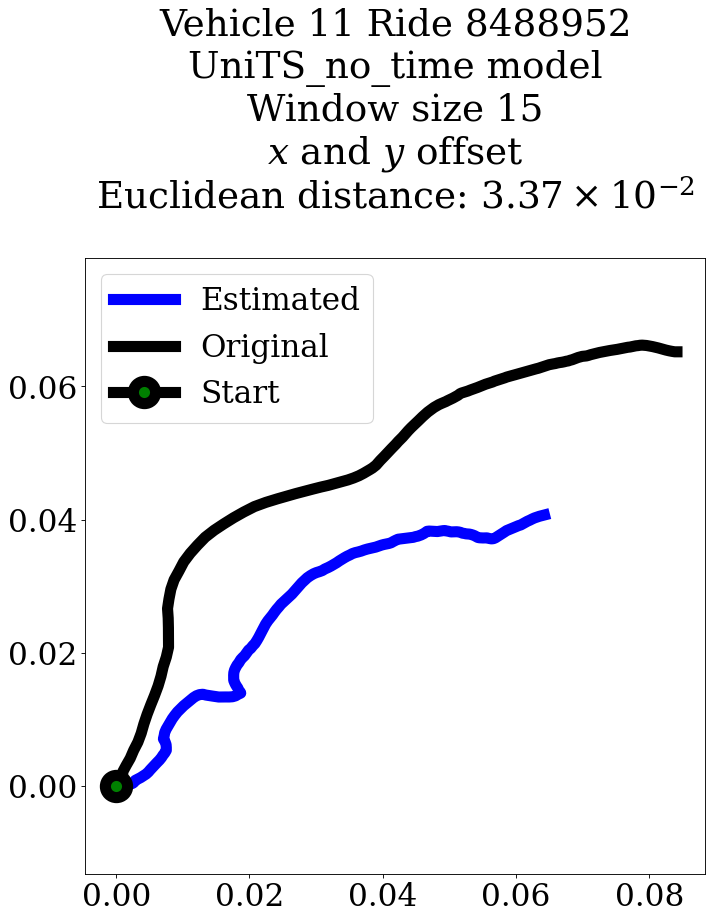 Vehicle 11 Ride 8488952
UniTS_no_time model
Window size 15
x and y offset
Euclidean distance: 3.37 × 10⁻²
Estimated
Original
Start
0.06
0.04
0.02
0.00
0.00 0.02 0.04 0.06 0.08